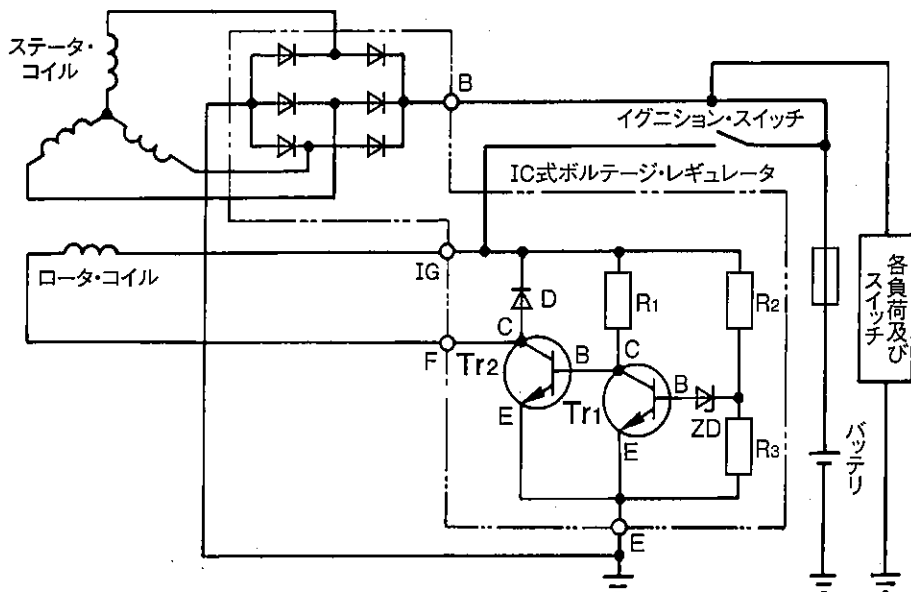 ステータ・
コイル
B
イグニション・スイッチ
IC式ボルテージ・レギュレータ
ロータ・コイル
IG
D
R1
R2
各負荷及び
スイッチ
C
F
Tr2
B
C
B
E
Tr1
ZD
E
R3
バッテリ
E